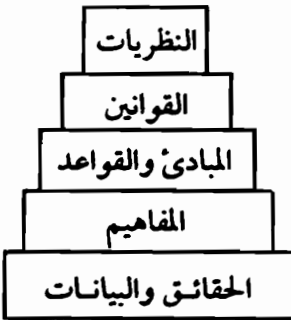 النظريات
القوانين
المبادئ والقواعد
المفاهيم
الحقائق والبيانات